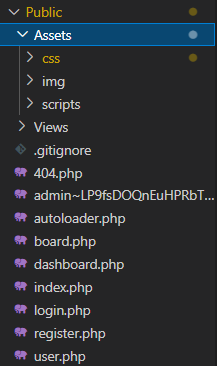 Public
Assets
css
img
scripts
Views
.gitignore
404.php
admin~LP9fsDOQnEuHPRbT...
autoloader.php
board.php
dashboard.php
index.php
login.php
register.php
user.php